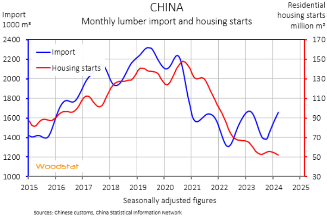 CHINA
Monthly lumber import and housing starts
Import
1000 m³
Residential
housing starts
million m²
2400
2200
2000
1800
1600
1400
1200
1000
170
150
130
110
90
70
50
30
Import
Housing starts
Woodstat
2015 2016 2017 2018 2019 2020 2021 2022 2023 2024 2025
Seasonally adjusted figures
Sources: Chinese customs, china statistical information Network